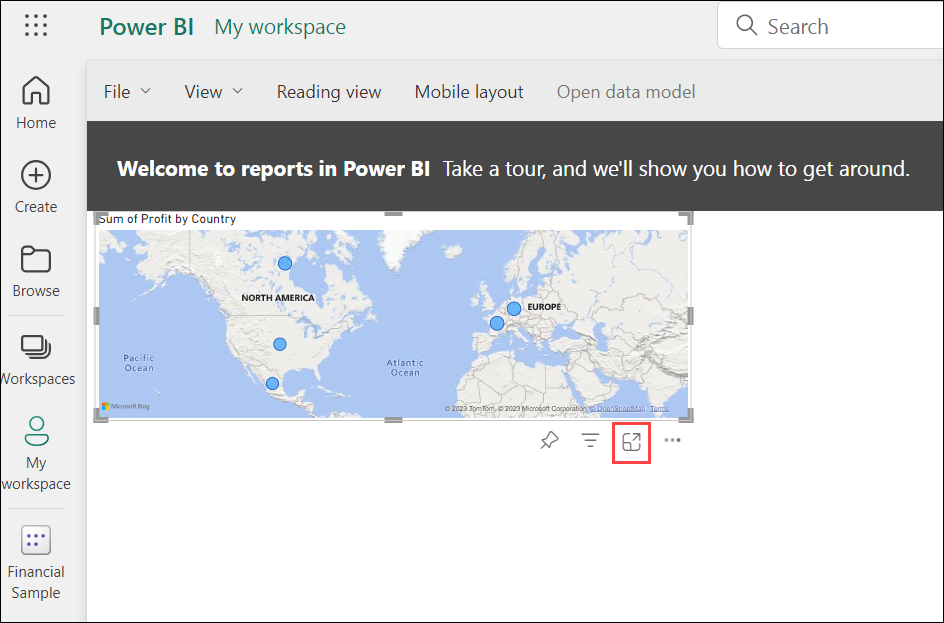 Power BI My workspace
Search
File View Reading view Mobile layout Open data model
Home
Create
Browse
Workspaces
My
workspace
Financial
Sample
Welcome to reports in Power BI Take a tour, and we'll show you how to get around.
Sum of Profit by Country
NORTH AMERICA
EUROPE
Pacific
Ocean
Atlantic
Ocean
Microsoft Bing
© 2023 TomTom, © 2023 Microsoft Corporation, © OpenStreetMap Terms